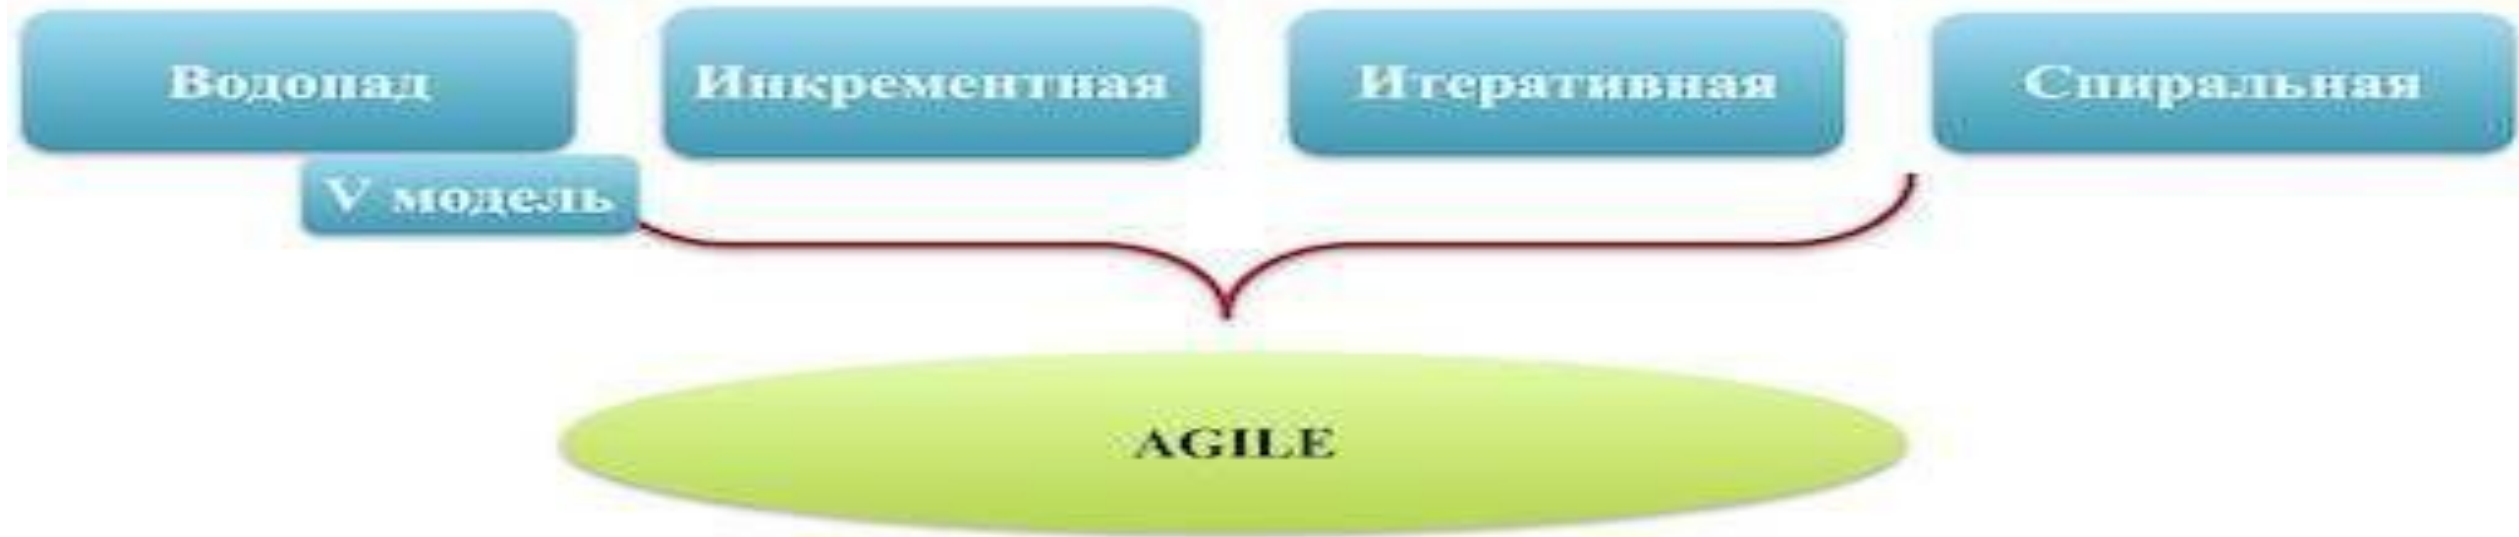 Водопад
Инкрементная
Итеративная
Спиральная
V модель
AGILE